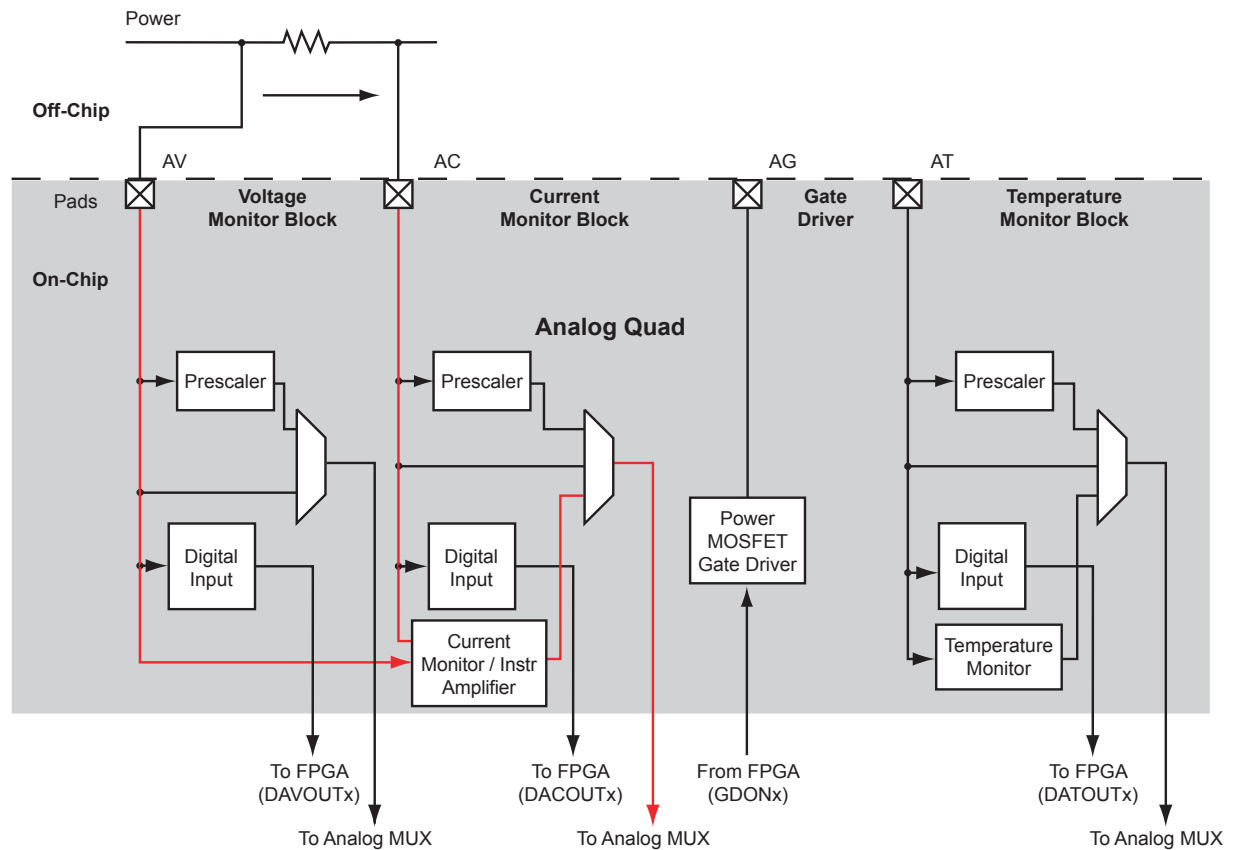 Power
Off-Chip
AV
AC
AG
AT
Pads
Voltage
Monitor Block
Current
Monitor Block
Gate
Driver
Temperature
Monitor Block
On-Chip
Analog Quad
Prescaler
Prescaler
Prescaler
Digital
Input
Digital
Input
Power
MOSFET
Gate Driver
Digital
Input
Current
Monitor / Instr
Amplifier
Temperature
Monitor
To FPGA
(DAVOUTx)
To FPGA
(DACOUTx)
From FPGA
(GDONx)
To FPGA
(DATOUTx)
To Analog MUX
To Analog MUX
To Analog MUX